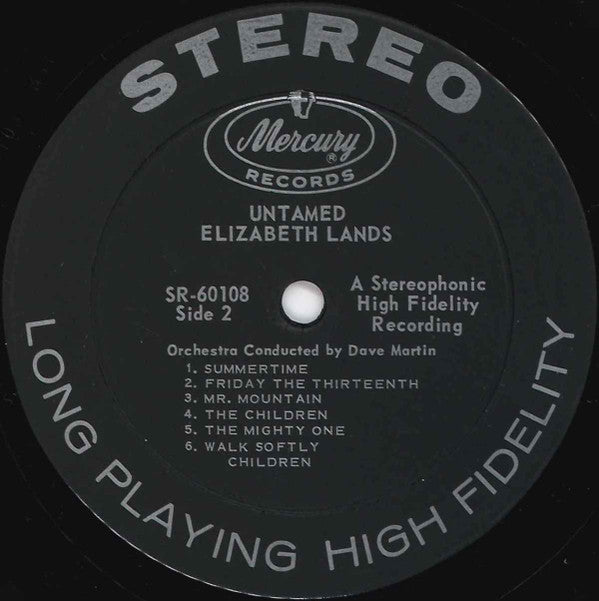 STEREO
Mercury®
RECORDS
UNTAMED
ELIZABETH LANDS
SR-60108
Side 2
A Stereophonic
High Fidelity
Recording
Orchestra Conducted by Dave Martin
1. SUMMERTIME
2. FRIDAY THE THIRTEENTH
3. MR. MOUNTAIN
4. THE CHILDREN
5. THE MIGHTY ONE
6. WALK SOFTLY
CHILDREN
LONG PLAYING HIGH FIDELITY